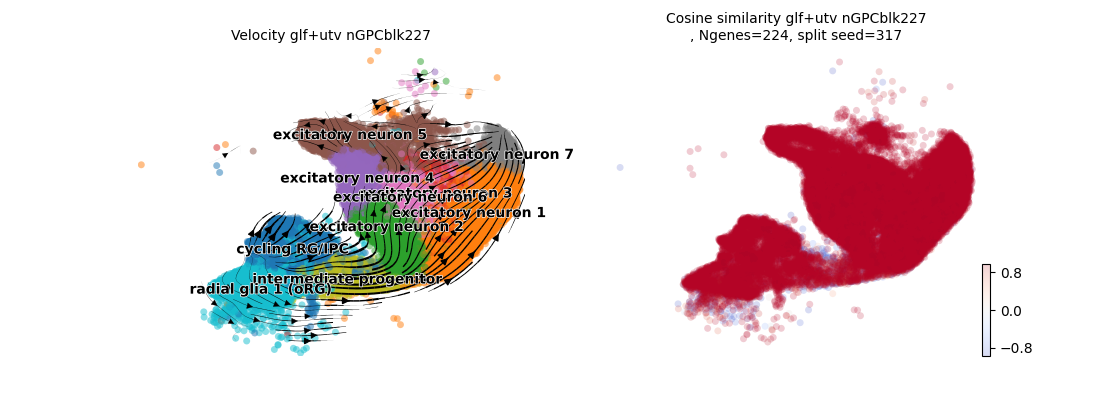 Velocity glf+utv nGPCblk227
excitatory neuron 5
excitatory neuron 7
excitatory neuron 4
excitatory neuron 3
excitatory neuron 6
excitatory neuron 1
excitatory neuron 2
cycling RG/IPC
intermediate progenitor
radial glia 1 (oRG)
Cosine similarity glf+utv nGPCblk227
, Ngenes=224, split seed=317
0.8
0.0
−0.8